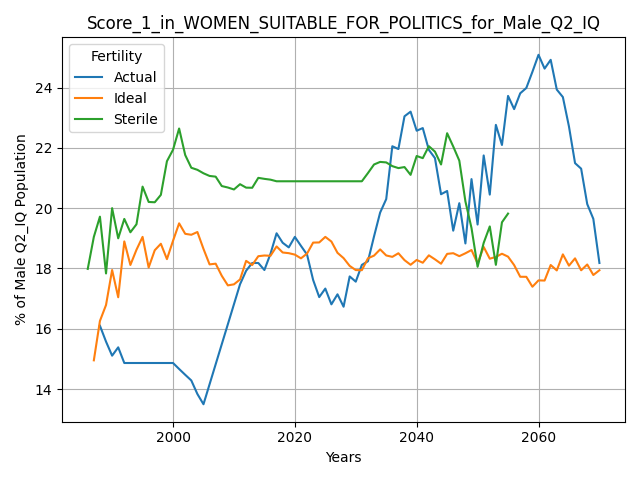 Score_1_in_WOMEN_SUITABLE_FOR_POLITICS_for_Male_Q2_IQ
Fertility
Actual
Ideal
Sterile
% of Male Q2_IQ Population
24
22
20
18
16
14
2000
2020
2040
2060
Years